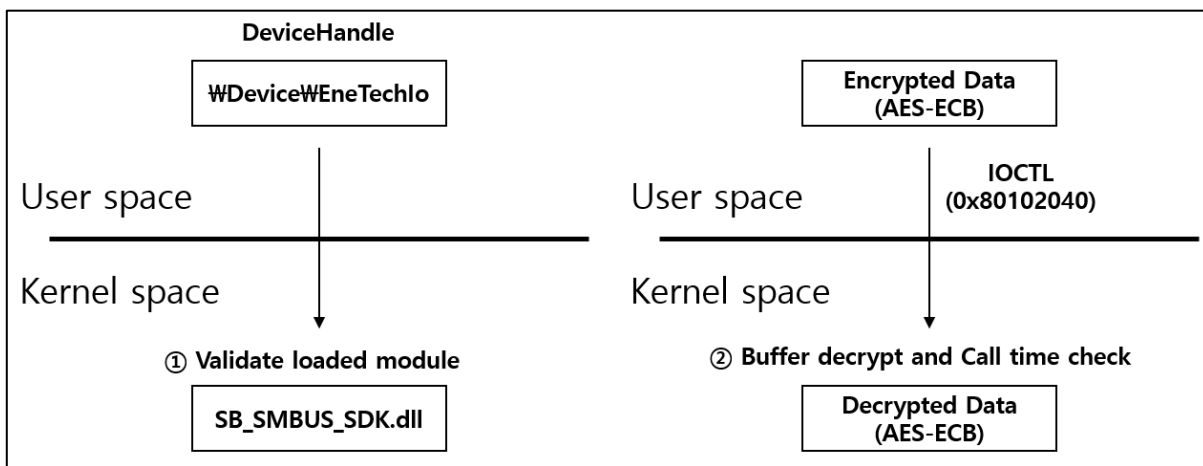 DeviceHandle
₩Device₩EneTechIo
User space
Kernel space
① Validate loaded module
SB_SMBUS_SDK.dll
Encrypted Data
(AES-ECB)
IOCTL
(0x80102040)
User space
Kernel space
② Buffer decrypt and Call time check
Decrypted Data
(AES-ECB)